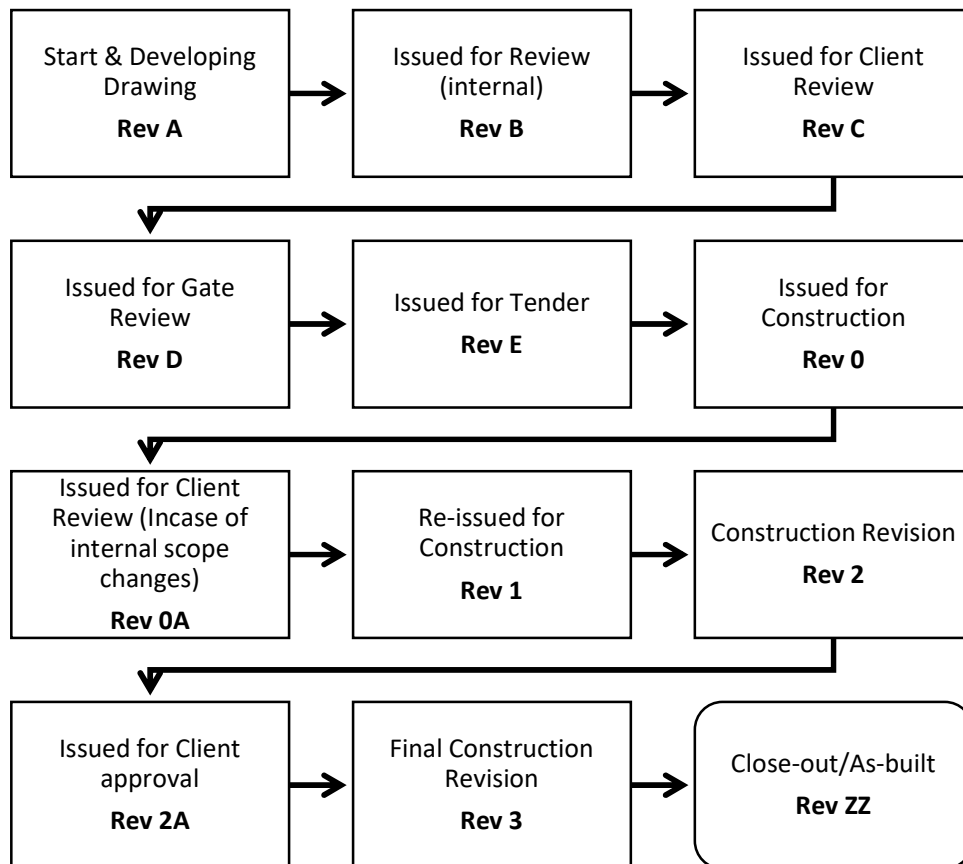 Start & Developing
Drawing
Rev A
Issued for Review
(internal)
Rev B
Issued for Client
Review
Rev C
Issued for Gate
Review
Rev D
Issued for Tender
Rev E
Issued for
Construction
Rev 0
Issued for Client
Review (Incase of
internal scope
changes)
Rev 0A
Re-issued for
Construction
Rev 1
Construction Revision
Rev 2
Issued for Client
approval
Rev 2A
Final Construction
Revision
Rev 3
Close-out/As-built
Rev ZZ